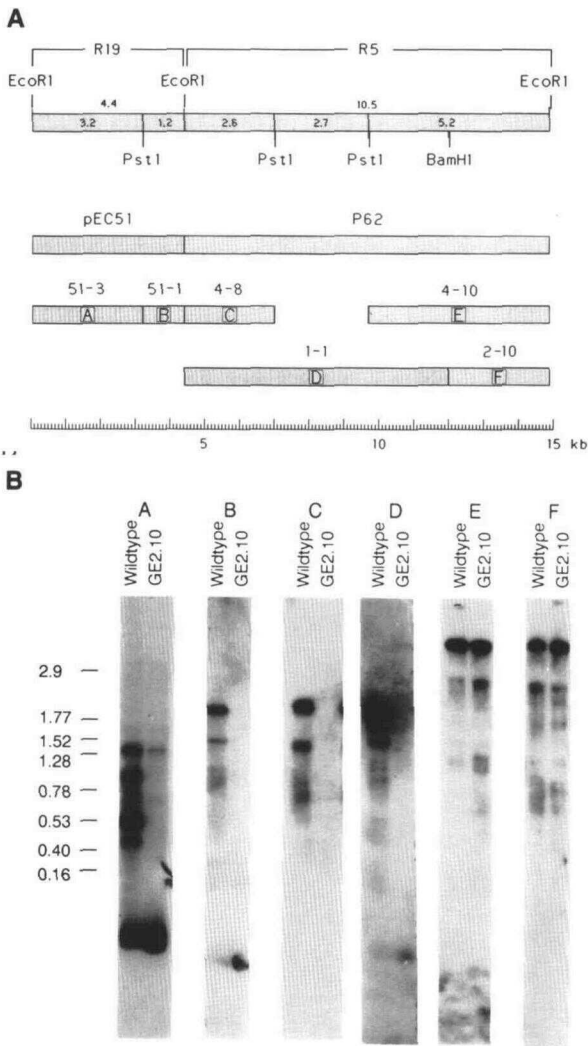 A
R19 R5
EcoR1 EcoR1 EcoR1
4.4 10.5
3.2 1.2 2.6 2.7 5.2
Pst1 Pst1 Pst1 BamH1
pEC51 P62
51-3 51-1 4-8 4-10
A B C E
1-1 2-10
D F
5 10 15 kb
B
A B C D E F
Wildtype GE2.10 Wildtype GE2.10 Wildtype GE2.10 Wildtype GE2.10 Wildtype GE2.10 Wildtype GE2.10
2.9
1.77
1.52
1.28
0.78
0.53
0.40
0.16